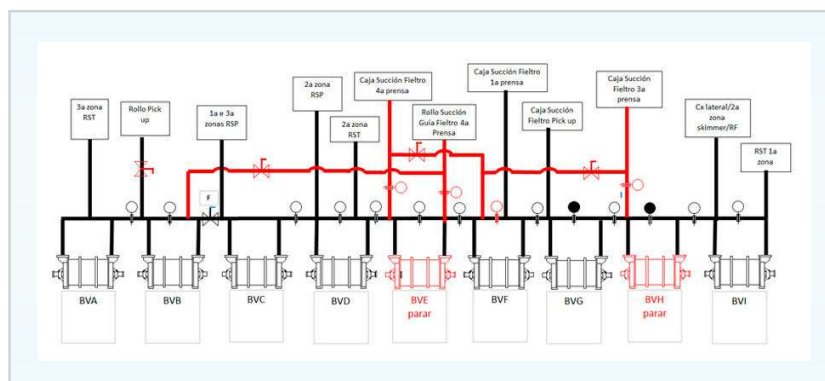 3a zona
RST
Rollo Pick
up
1a e 3a
zonas RSP
2a zona
RSP
2a zona
RST
Caja Succión Fieltro
4a prensa
Rollo Succión
Guía Fieltro 4a
Prensa
Caja Succión Fieltro
1a prensa
Caja Succión
Fieltro Pick up
Caja Succión
Fieltro 3a
prensa
Cx lateral/2a
zona
skimmer/RF
RST 1a
zona
F
BVA
BVB
BVC
BVD
BVE
parar
BVF
BVG
BVH
parar
BVI